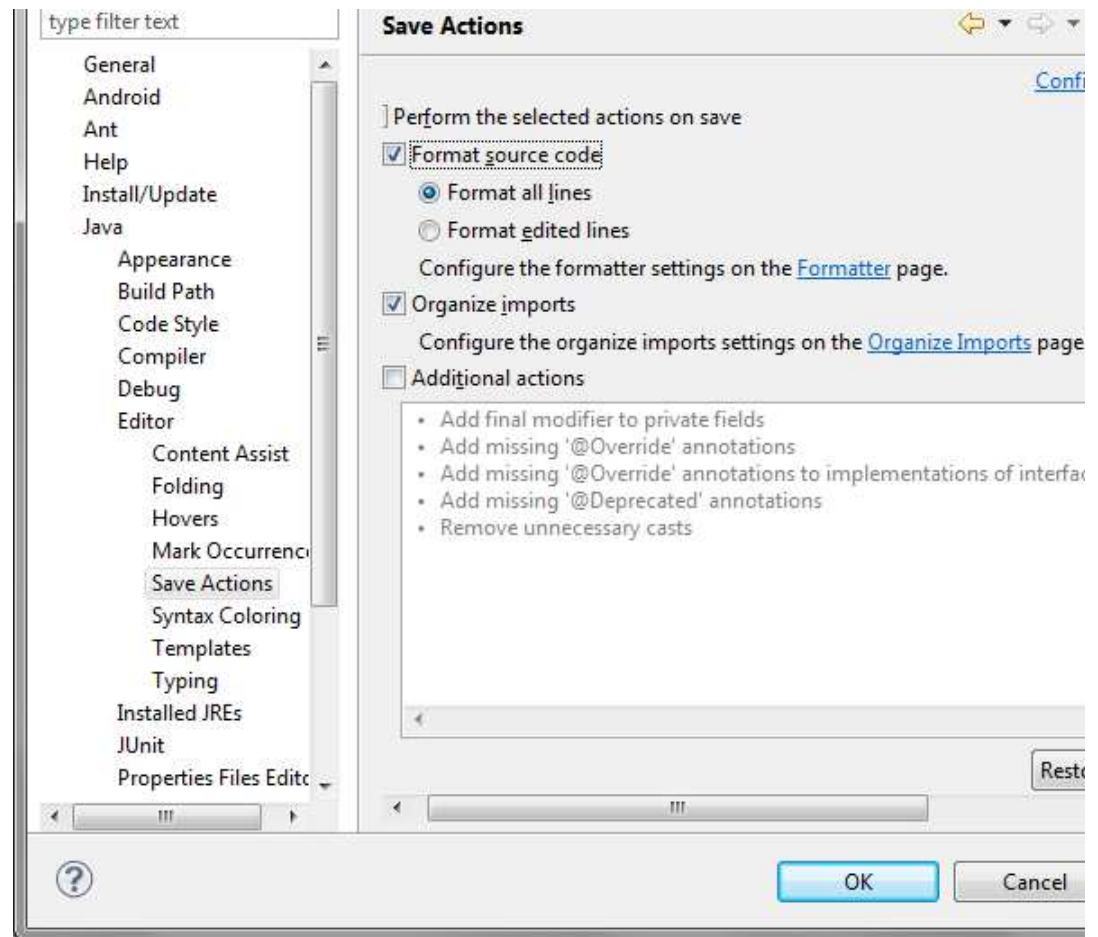 type filter text
General
Android
Ant
Help
Install/Update
Java
Appearance
Build Path
Code Style
Compiler
Debug
Editor
Content Assist
Folding
Hovers
Mark Occurrence
Save Actions
Syntax Coloring
Templates
Typing
Installed JREs
JUnit
Properties Files Edito
Save Actions
Confi
Perform the selected actions on save
Format source code
Format all lines
Format edited lines
Configure the formatter settings on the Formatter page.
Organize imports
Configure the organize imports settings on the Organize Imports page
Additional actions
• Add final modifier to private fields
• Add missing '@Override' annotations
• Add missing '@Override' annotations to implementations of interfac
• Add missing '@Deprecated' annotations
• Remove unnecessary casts
Resto
?
OK Cancel